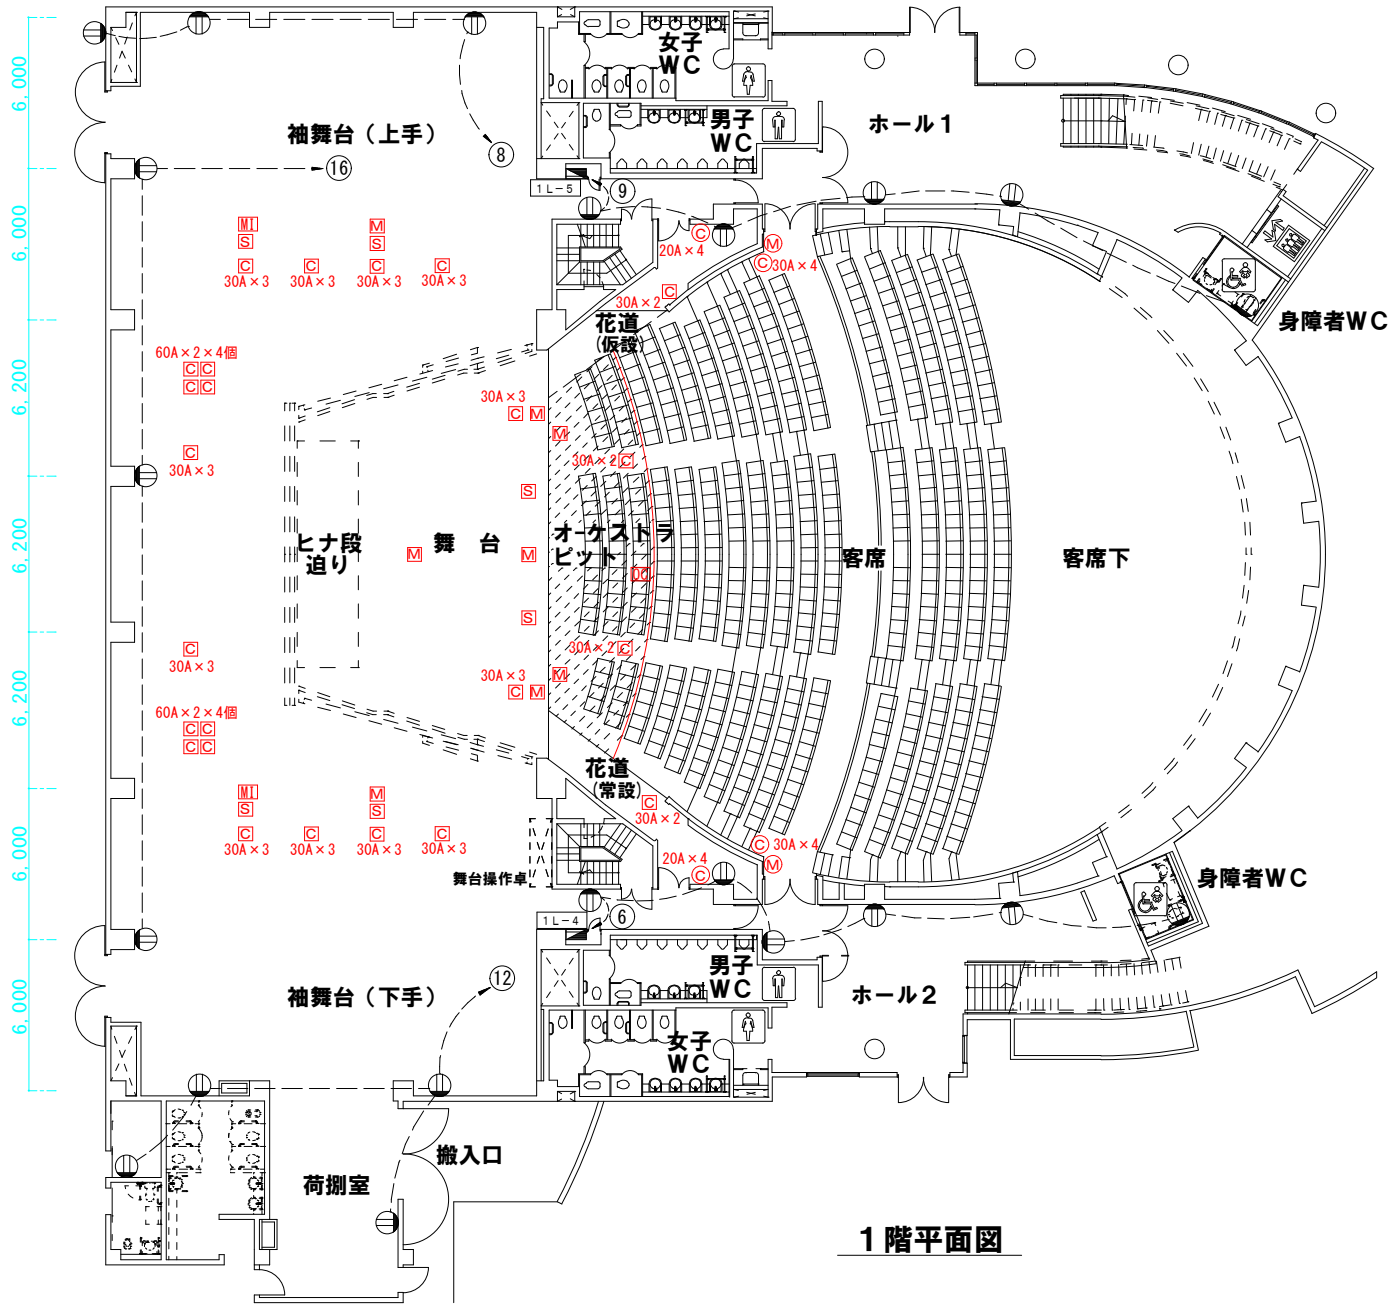 6,000
6,000
6,200
6,200
6,200
6,000
6,000
女子
WC
男子
WC
ホール1
袖舞台（上手）
8
16
1L-5
9
MI
S
M
S
C
30A×3
C
30A×3
C
30A×3
C
30A×3
20A×4
C
M
C
30A×4
30A×2
C
花道
(仮設)
身障者WC
60A×2×4個
C
C
C
C
C
30A×3
30A×3
C
M
M
30A×2
C
S
ヒナ段
迫り
舞 台
M
M
オーケストラ
ピット
客席
客席下
S
30A×2
C
30A×3
C
M
M
C
30A×3
60A×2×4個
C
C
C
C
花道
(常設)
C
30A×2
MI
S
M
S
C
30A×3
C
30A×3
C
30A×3
C
30A×3
C
30A×4
M
20A×4
C
舞台操作卓
身障者WC
1L-4
6
袖舞台（下手）
12
男子
WC
ホール2
女子
WC
搬入口
荷捌室
1階平面図